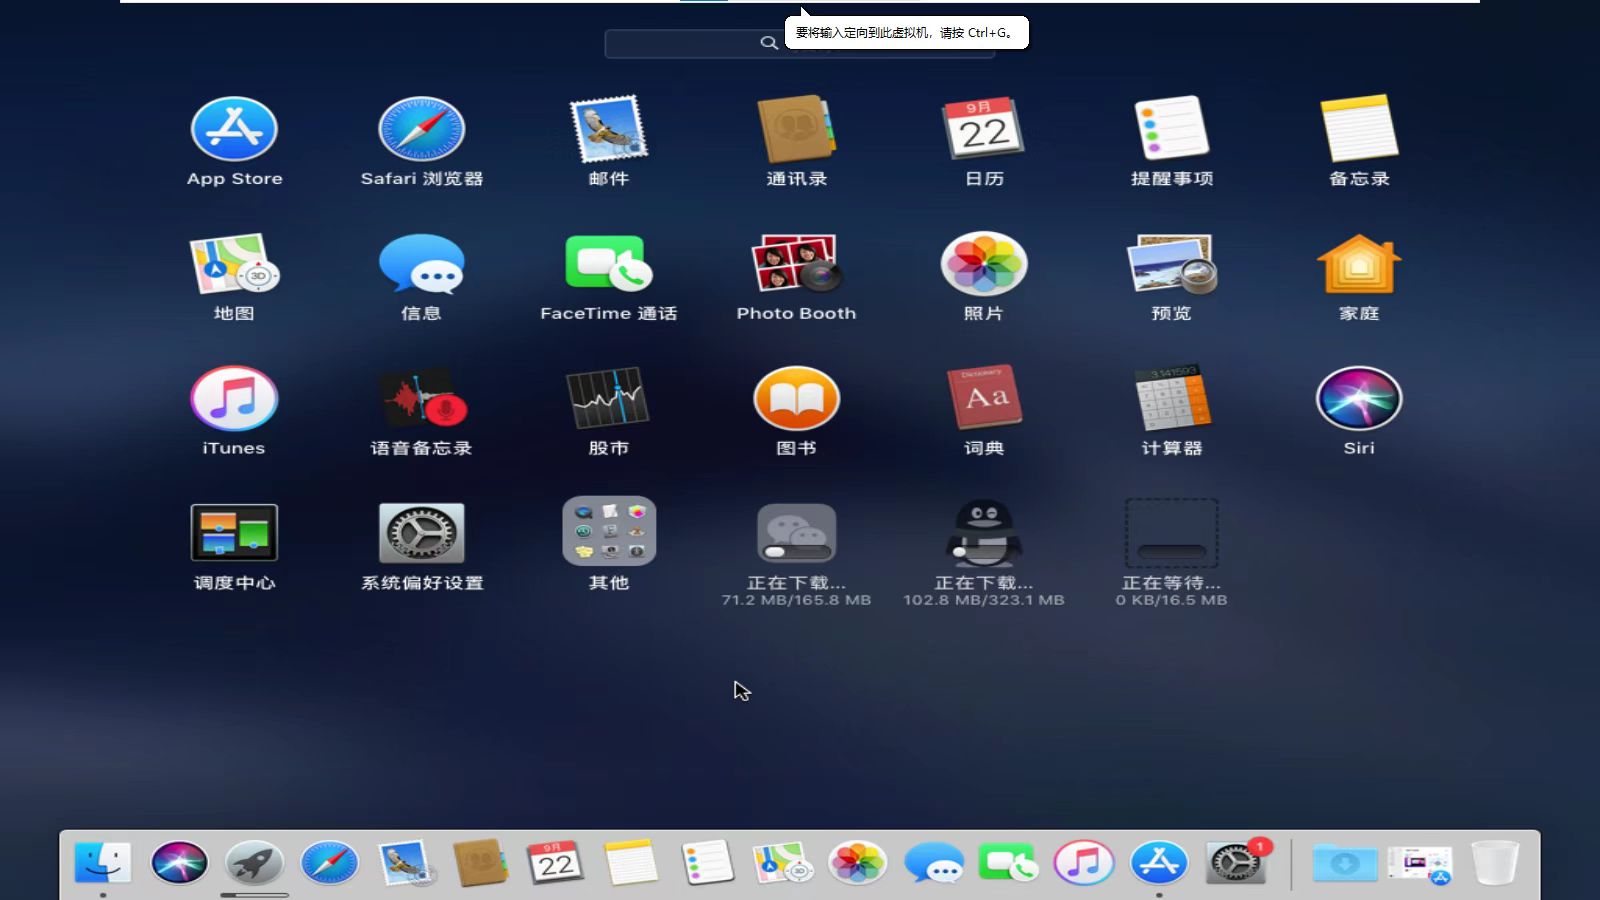 要将输入定向到此虚拟机，请按 Ctrl+G。
App Store
Safari 浏览器
邮件
通讯录
9月
22
日历
提醒事项
备忘录
3D
地图
信息
FaceTime 通话
Photo Booth
照片
预览
家庭
iTunes
语音备忘录
股市
图书
Dictionary
Aa
词典
3.141593
计算器
Siri
调度中心
系统偏好设置
其他
正在下载...
71.2 MB/165.8 MB
正在下载...
102.8 MB/323.1 MB
正在等待...
0 KB/16.5 MB
9月
22
3D
1